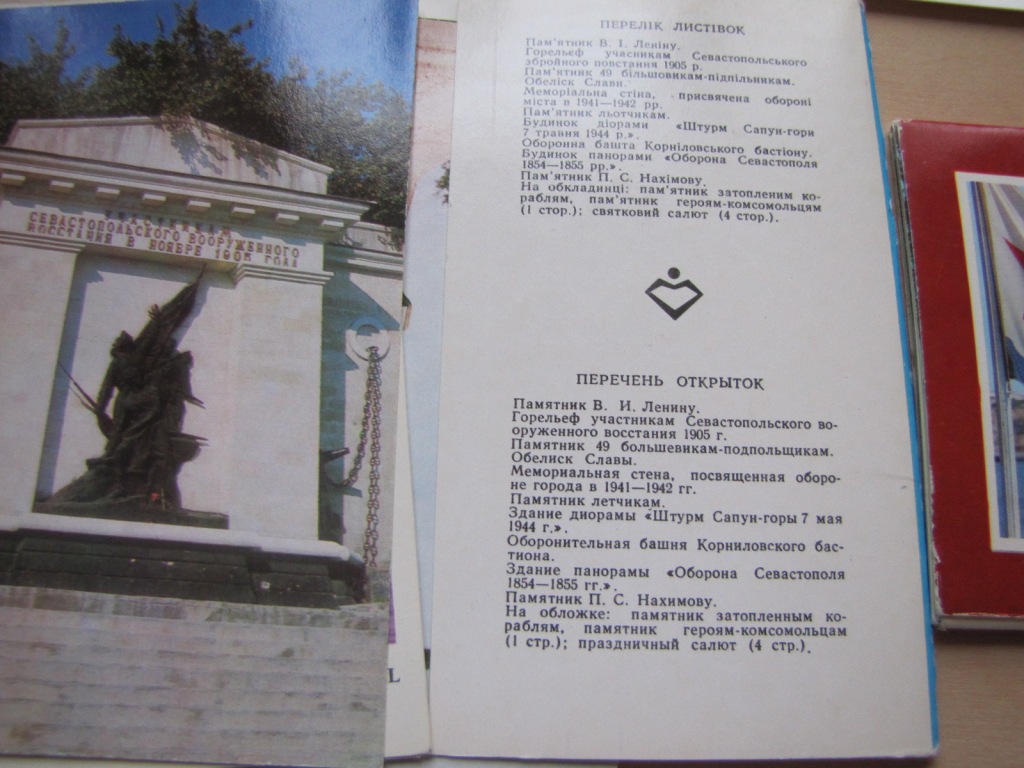 УЧАСТНИКАМ
СЕВАСТОПОЛЬСКОГО ВООРУЖЕННОГО
ВОССТАНИЯ В НОЯБРЕ 1905 ГОДА
ПЕРЕЛІК ЛИСТІВОК
Пам'ятник В. І. Леніну.
Горельєф учасникам Севастопольського
збройного повстання 1905 р.
Пам'ятник 49 більшовикам-підпільникам.
Обеліск Слави.
Меморіальна стіна, присвячена обороні
міста в 1941—1942 рр.
Пам'ятник льотчикам.
Будинок діорами «Штурм Сапун-гори
7 травня 1944 р.».
Оборонна башта Корніловського бастіону.
Будинок панорами «Оборона Севастополя
1854—1855 рр.».
Пам'ятник П. С. Нахімову.
На обкладинці: пам'ятник затопленим ко-
раблям, пам'ятник героям-комсомольцям
(1 стор.); святковий салют (4 стор.).
ПЕРЕЧЕНЬ ОТКРЫТОК
Памятник В. И. Ленину.
Горельеф участникам Севастопольского во-
оруженного восстания 1905 г.
Памятник 49 большевикам-подпольщикам.
Обелиск Славы.
Мемориальная стена, посвященная оборо-
не города в 1941—1942 гг.
Памятник летчикам.
Здание диорамы «Штурм Сапун-горы 7 мая
1944 г.».
Оборонительная башня Корниловского бас-
тиона.
Здание панорамы «Оборона Севастополя
1854—1855 гг.».
Памятник П. С. Нахимову.
На обложке: памятник затопленным ко-
раблям, памятник героям-комсомольцам
(1 стр.); праздничный салют (4 стр.).
L